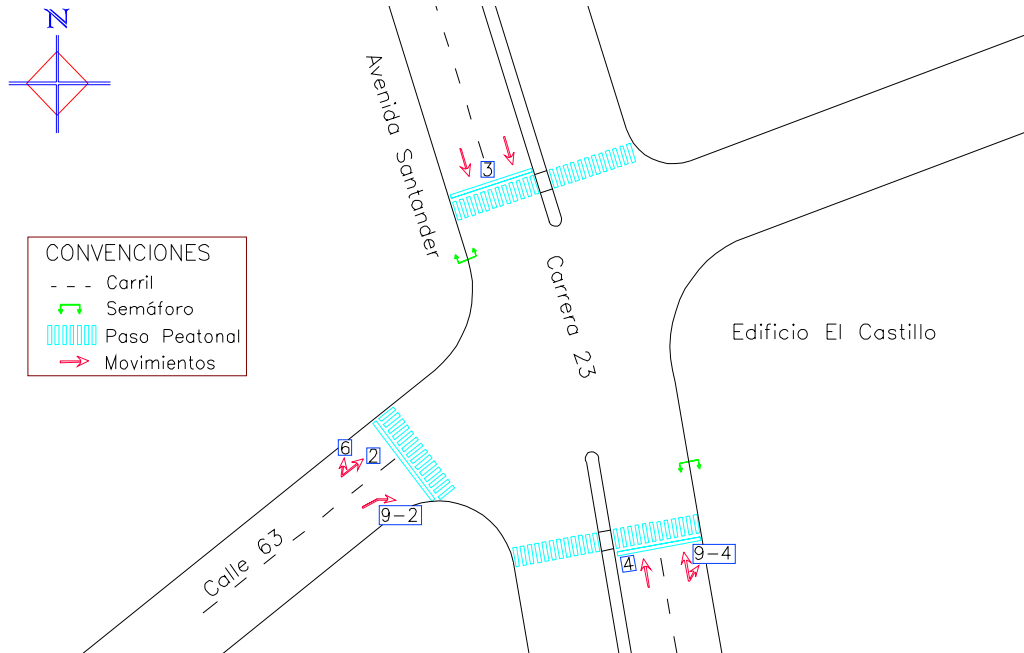 N
Avenida Santander
3
CONVENCIONES
Carril
Semáforo
Paso Peatonal
Movimientos
Carrera 23
Edificio El Castillo
6
2
9-2
Calle 63
4
9-4